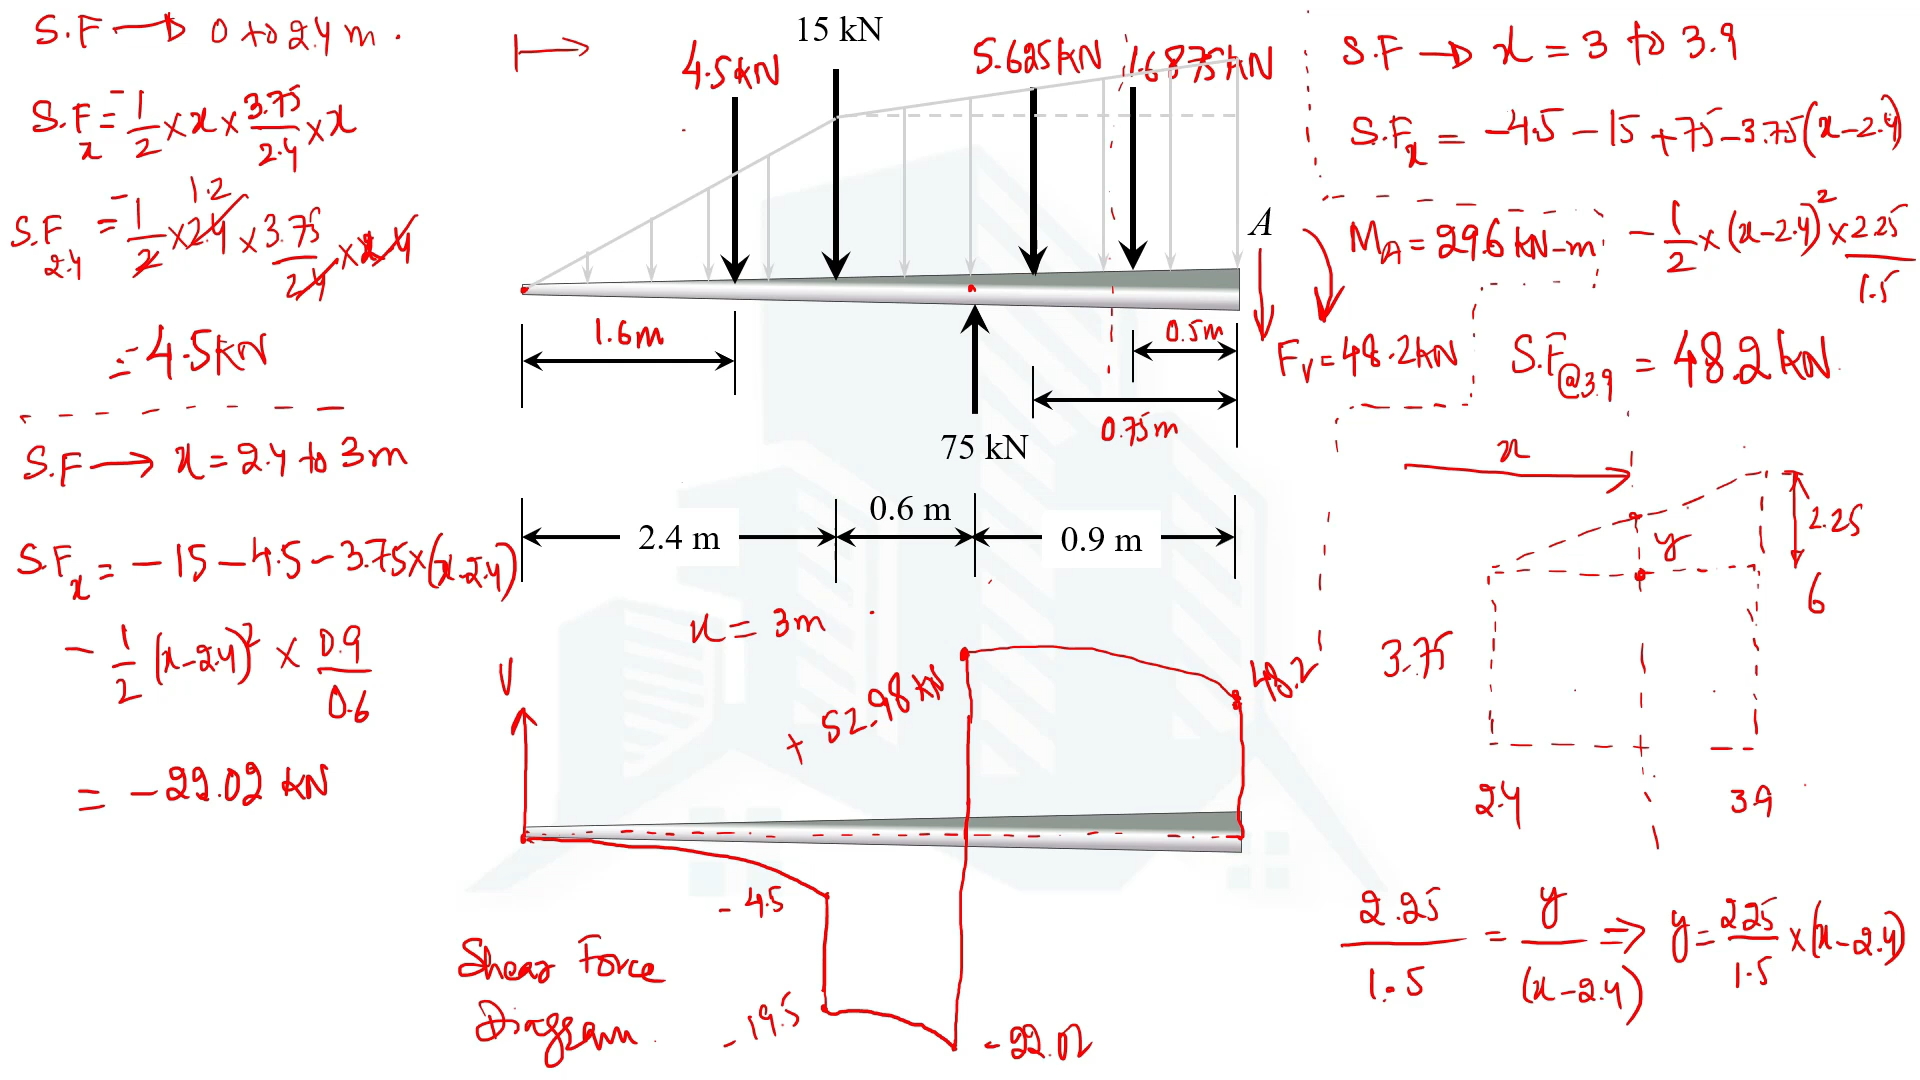 S.F → 0 to 2.4 m.
S.F_x = -1/2 × x × 3.75/2.4 × x
S.F_2.4 = -1/2 × 2.4 × 3.75/2.4 × 2.4
1.2
= -4.5 kN
S.F → x = 2.4 to 3m
S.F_x = -15 - 4.5 - 3.75 × (x-2.4)
- 1/2 (x-2.4)^2 × 0.9/0.6
= -22.02 kN
15 kN
4.5 kN
5.625 kN
1.6875 kN
A
1.6m
0.5m
0.75m
75 kN
2.4 m
0.6 m
0.9 m
x = 3m
V
+ 52.98 kN
48.2
- 4.5
- 19.5
- 22.02
Shear Force
Diagram.
S.F → x = 3 to 3.9
S.F_x = -4.5 - 15 + 75 - 3.75(x-2.4)
- 1/2 × (x-2.4)^2 × 2.25/1.5
M_A = 29.6 kN-m
F_V = 48.2 kN
S.F_@3.9 = 48.2 kN.
x
2.25
y
6
3.75
2.4
3.9
2.25/1.5 = y/(x-2.4) ⇒ y = 2.25/1.5 × (x-2.4)